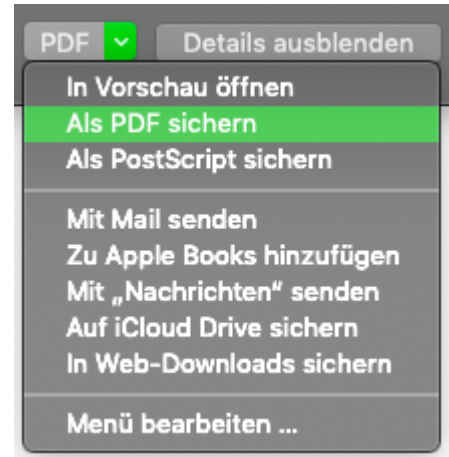 PDF Details ausblenden
In Vorschau öffnen
Als PDF sichern
Als PostScript sichern
Mit Mail senden
Zu Apple Books hinzufügen
Mit „Nachrichten“ senden
Auf iCloud Drive sichern
In Web-Downloads sichern
Menü bearbeiten ...